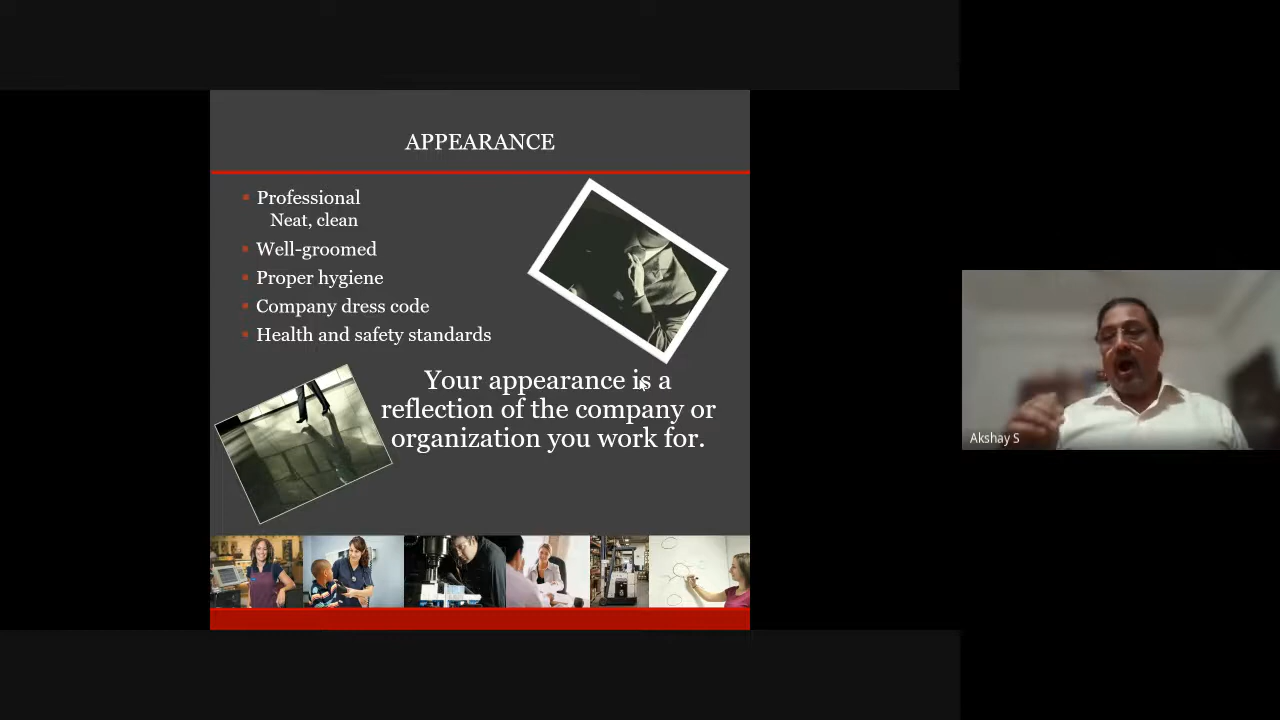 APPEARANCE
Professional
Neat, clean
Well-groomed
Proper hygiene
Company dress code
Health and safety standards
Your appearance is a
reflection of the company or
organization you work for.
Akshay S